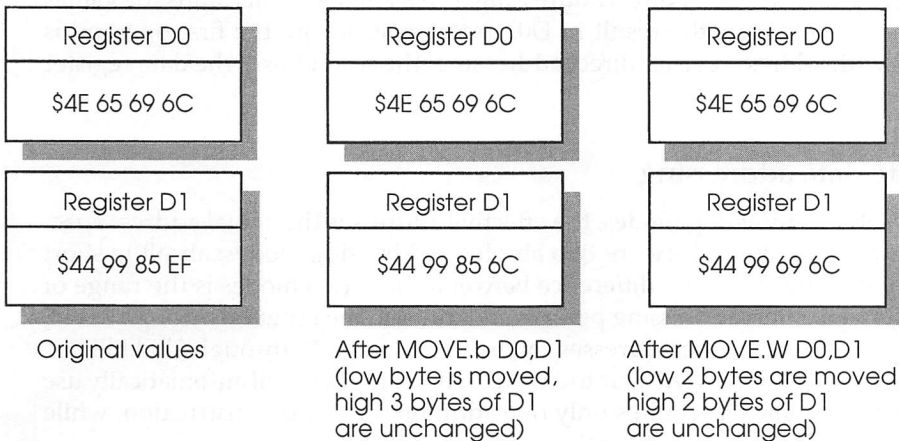 Register D0
$4E 65 69 6C
Register D1
$44 99 85 EF
Original values
Register D0
$4E 65 69 6C
Register D1
$44 99 85 6C
After MOVE.b D0,D1
(low byte is moved,
high 3 bytes of D1
are unchanged)
Register D0
$4E 65 69 6C
Register D1
$44 99 69 6C
After MOVE.W D0,D1
(low 2 bytes are moved
high 2 bytes of D1
are unchanged)